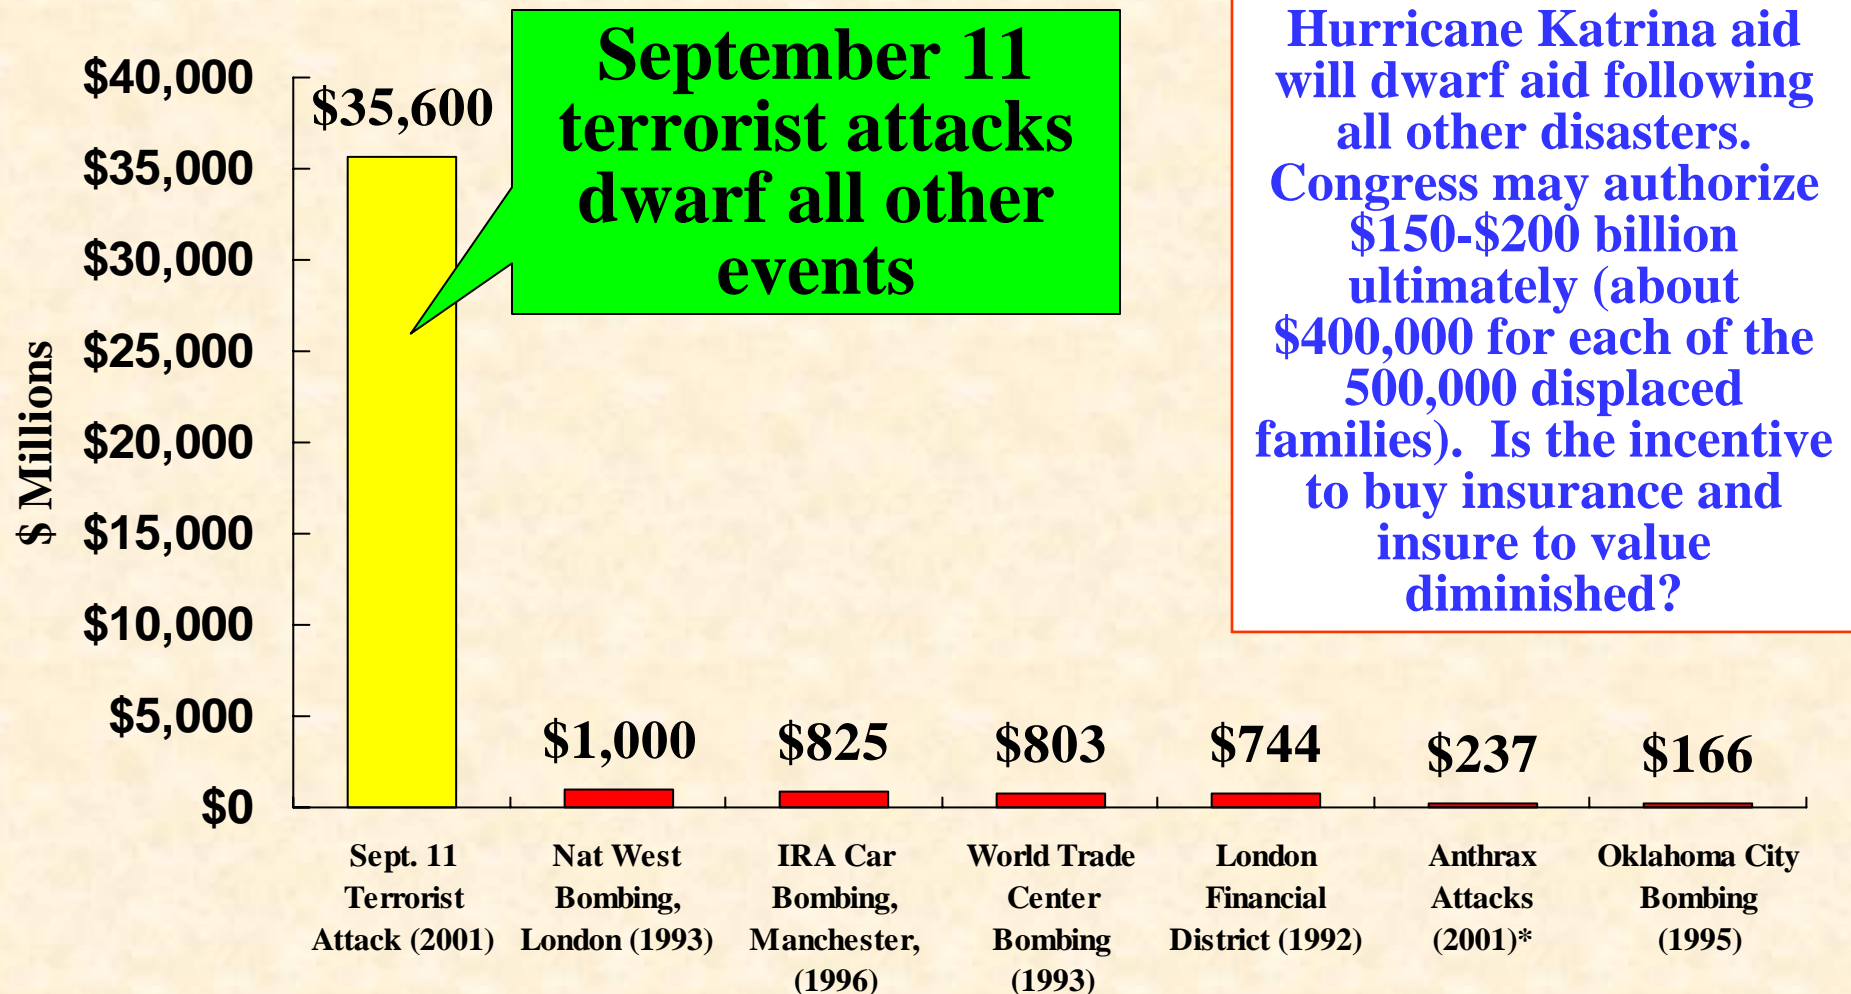 September 11
terrorist attacks
dwarf all other
events
Hurricane Katrina aid
will dwarf aid following
all other disasters.
Congress may authorize
$150-$200 billion
ultimately (about
$400,000 for each of the
500,000 displaced
families).  Is the incentive
to buy insurance and
insure to value
diminished?
$ Millions
$40,000
$35,000
$30,000
$25,000
$20,000
$15,000
$10,000
$5,000
$0
$35,600
$1,000
$825
$803
$744
$237
$166
Sept. 11
Terrorist
Attack (2001)
Nat West
Bombing,
London (1993)
IRA Car
Bombing,
Manchester,
(1996)
World Trade
Center
Bombing
(1993)
London
Financial
District (1992)
Anthrax
Attacks
(2001)*
Oklahoma City
Bombing
(1995)